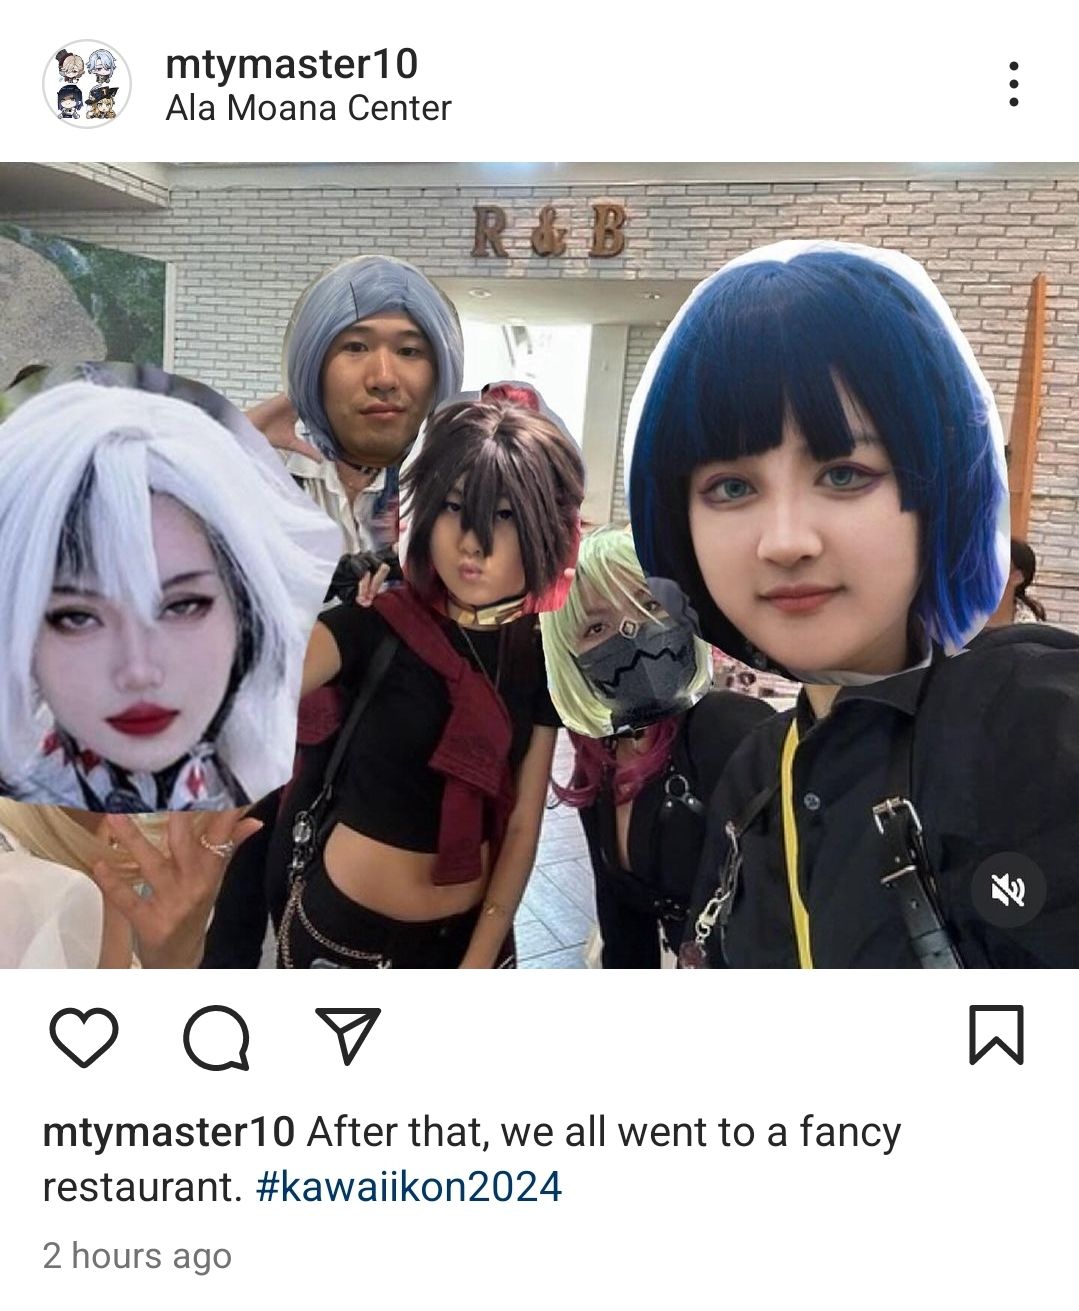 mtymaster10
Ala Moana Center
R & B
mtymaster10 After that, we all went to a fancy
restaurant. #kawaiikon2024
2 hours ago